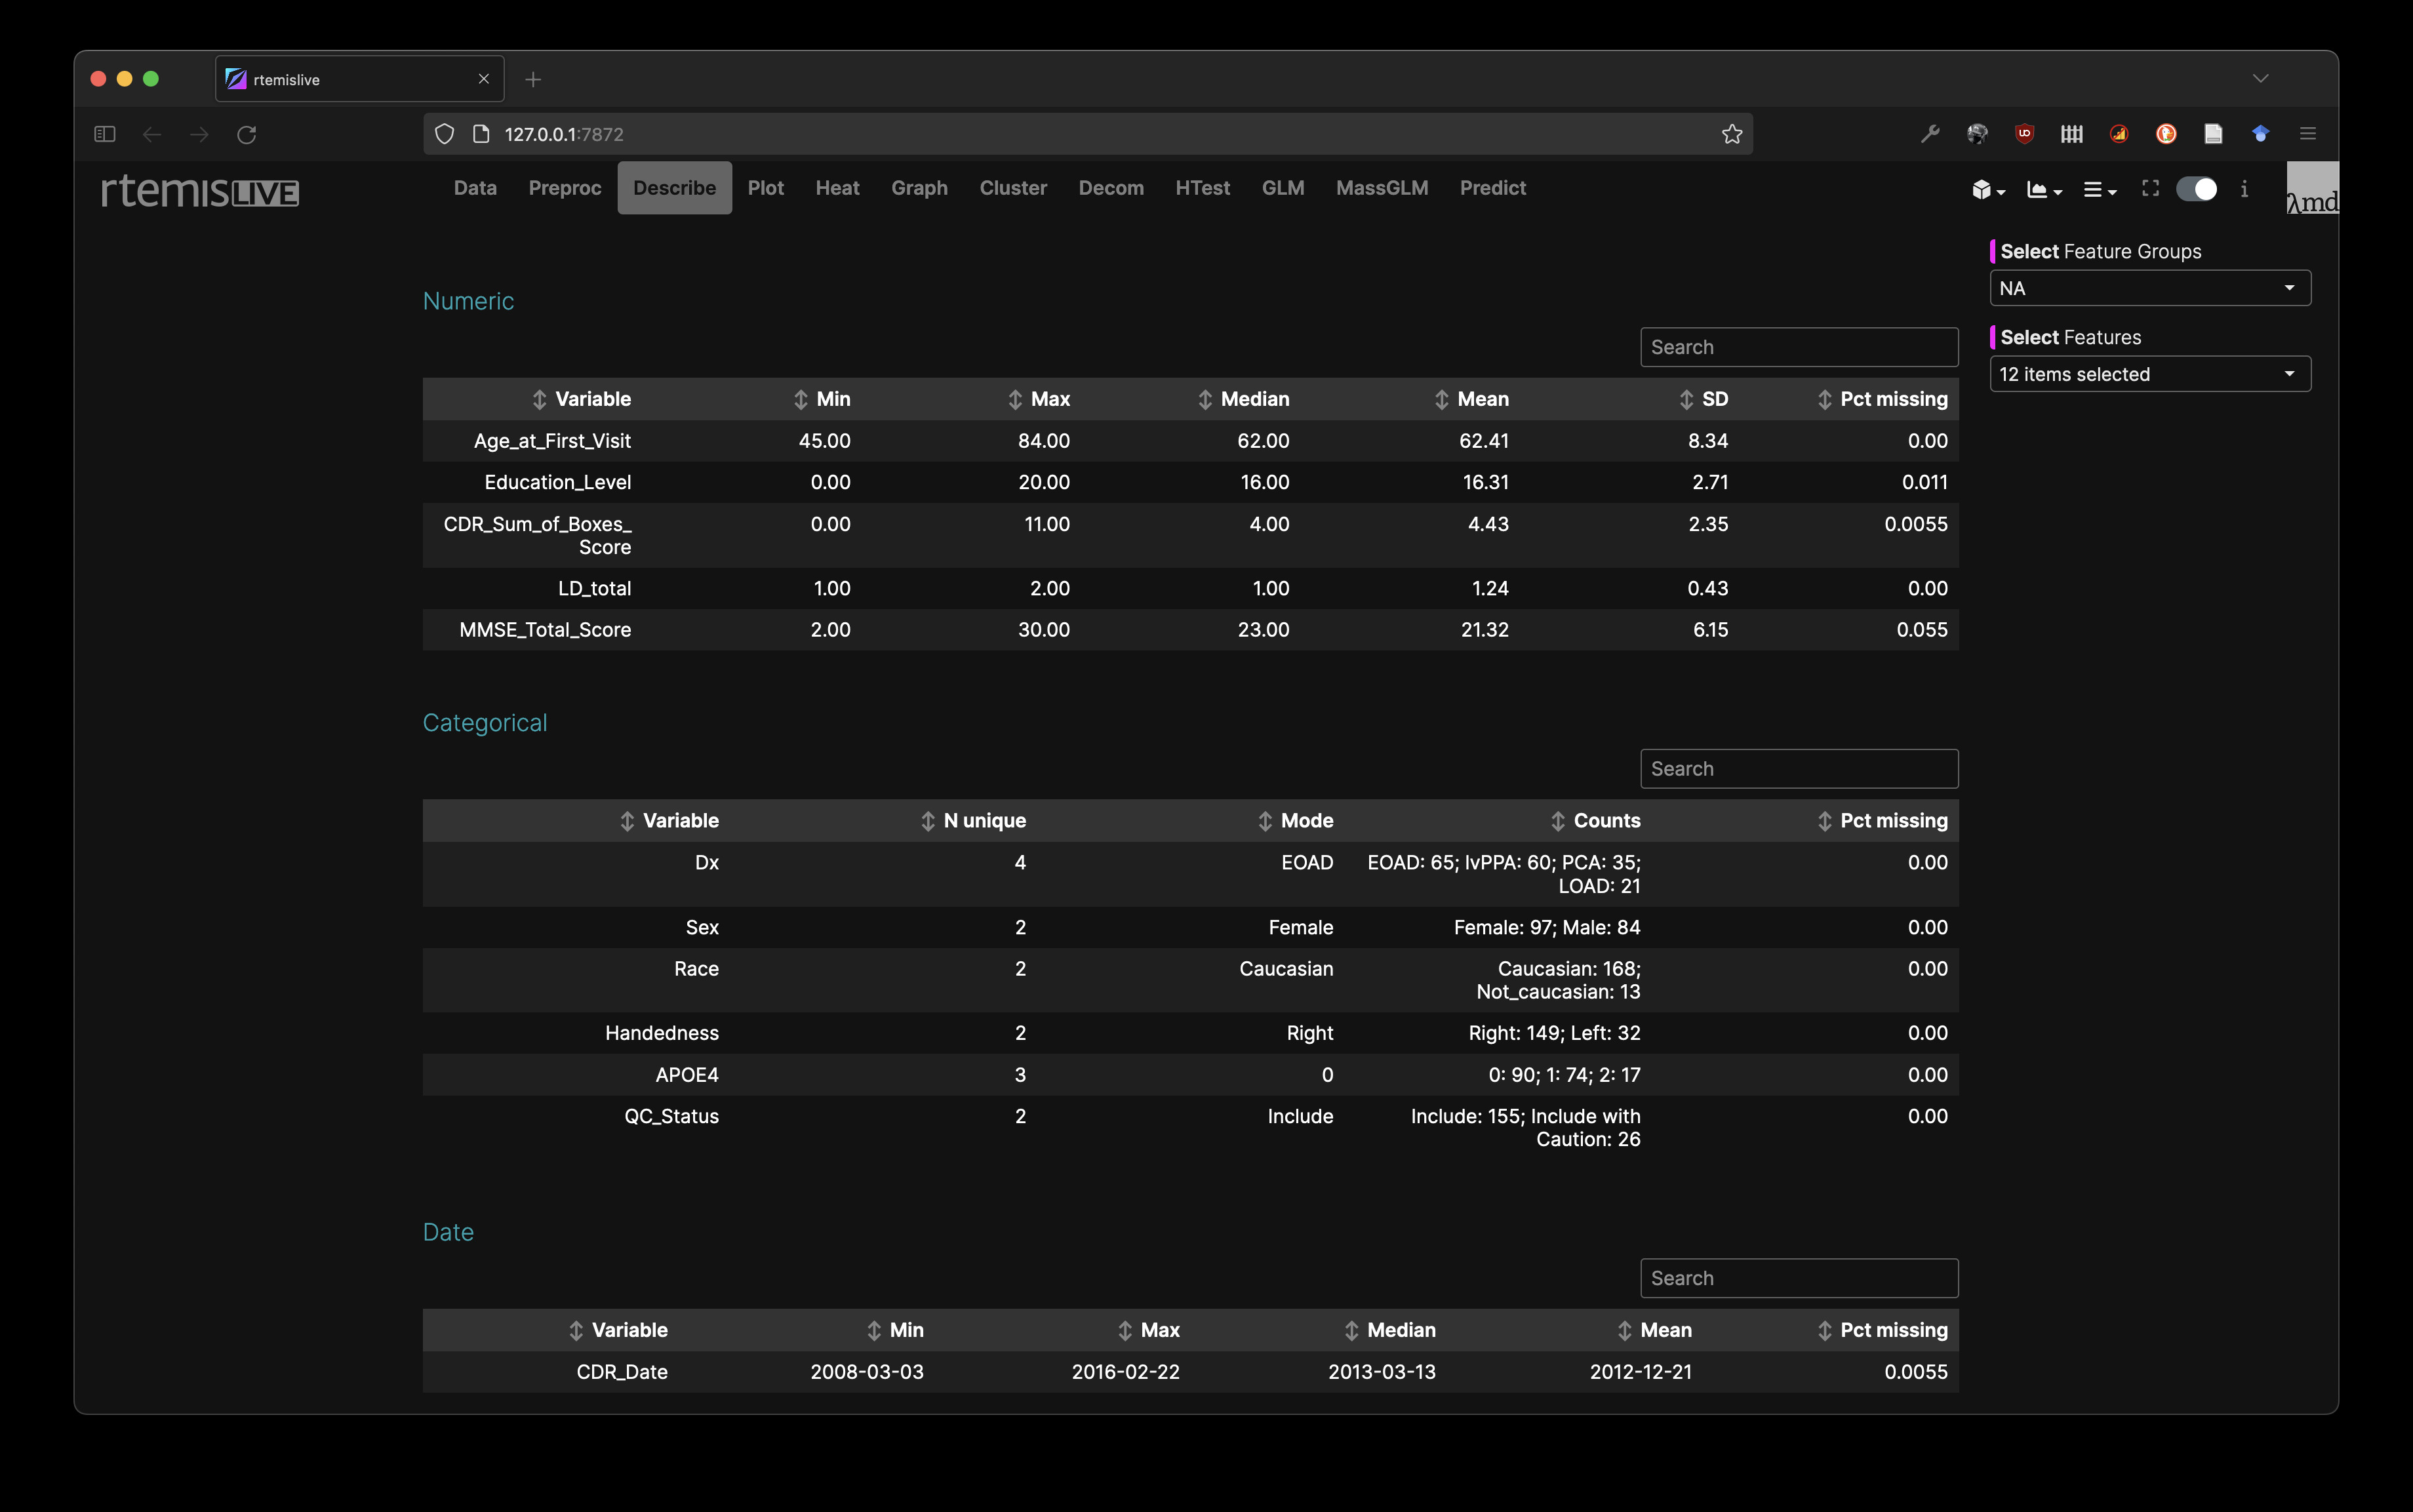 rtemislive
127.0.0.1:7872
rtemisLIVE Data Preproc Describe Plot Heat Graph Cluster Decom HTest GLM MassGLM Predict
λmd
Select Feature Groups
NA
Select Features
12 items selected
Numeric
Search
Variable Min Max Median Mean SD Pct missing
Age_at_First_Visit 45.00 84.00 62.00 62.41 8.34 0.00
Education_Level 0.00 20.00 16.00 16.31 2.71 0.011
CDR_Sum_of_Boxes_ 0.00 11.00 4.00 4.43 2.35 0.0055
Score
LD_total 1.00 2.00 1.00 1.24 0.43 0.00
MMSE_Total_Score 2.00 30.00 23.00 21.32 6.15 0.055
Categorical
Search
Variable N unique Mode Counts Pct missing
Dx 4 EOAD EOAD: 65; lvPPA: 60; PCA: 35; 0.00
LOAD: 21
Sex 2 Female Female: 97; Male: 84 0.00
Race 2 Caucasian Caucasian: 168; 0.00
Not_caucasian: 13
Handedness 2 Right Right: 149; Left: 32 0.00
APOE4 3 0 0: 90; 1: 74; 2: 17 0.00
QC_Status 2 Include Include: 155; Include with 0.00
Caution: 26
Date
Search
Variable Min Max Median Mean Pct missing
CDR_Date 2008-03-03 2016-02-22 2013-03-13 2012-12-21 0.0055